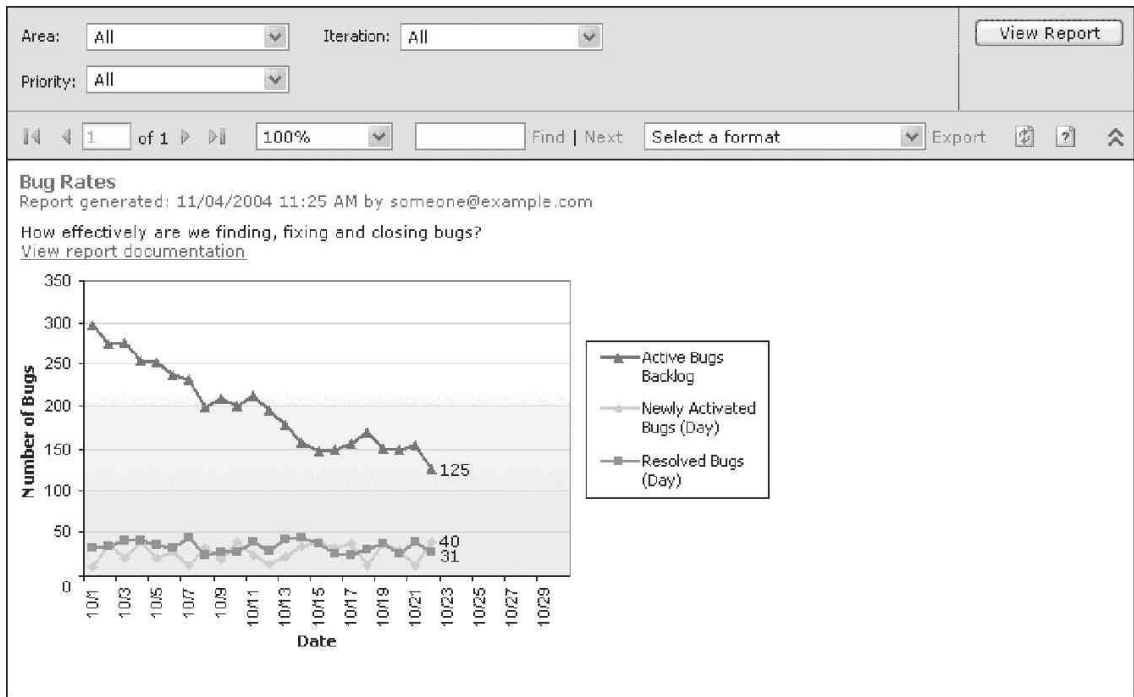 Area: All Iteration: All View Report
Priority: All
1 of 1 100% Find | Next Select a format Export ?
Bug Rates
Report generated: 11/04/2004 11:25 AM by someone@example.com
How effectively are we finding, fixing and closing bugs?
View report documentation
Number of Bugs
350
300
250
200
150
100
50
0
125
40
31
10/1 10/3 10/5 10/7 10/9 10/11 10/13 10/15 10/17 10/19 10/21 10/23 10/25 10/27 10/29
Date
Active Bugs
Backlog
Newly Activated
Bugs (Day)
Resolved Bugs
(Day)